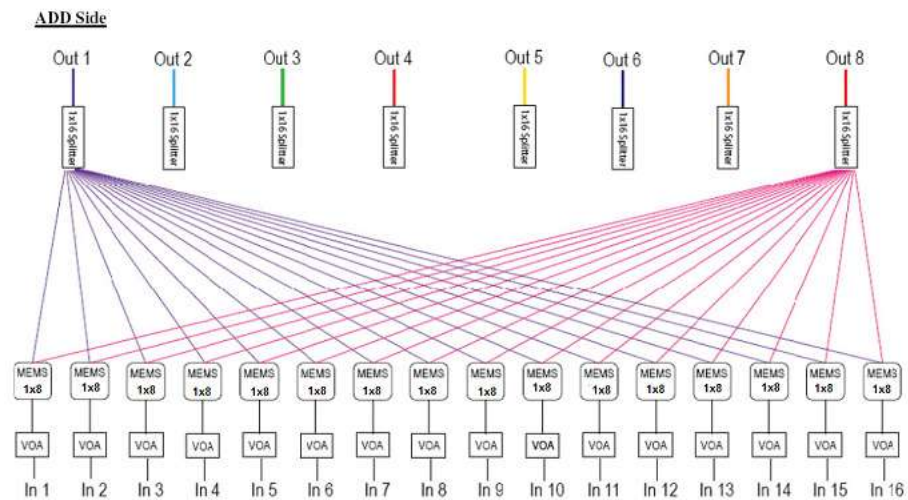 ADD Side
Out 1 Out 2 Out 3 Out 4 Out 5 Out 6 Out 7 Out 8
1x16 Splitter 1x16 Splitter 1x16 Splitter 1x16 Splitter 1x16 Splitter 1x16 Splitter 1x16 Splitter 1x16 Splitter
MEMS MEMS MEMS MEMS MEMS MEMS MEMS MEMS MEMS MEMS MEMS MEMS MEMS MEMS MEMS
1x8 1x8 1x8 1x8 1x8 1x8 1x8 1x8 1x8 1x8 1x8 1x8 1x8 1x8 1x8
VOA VOA VOA VOA VOA VOA VOA VOA VOA VOA VOA VOA VOA VOA VOA
In 1 In 2 In 3 In 4 In 5 In 6 In 7 In 8 In 9 In 10 In 11 In 12 In 13 In 14 In 15 In 16